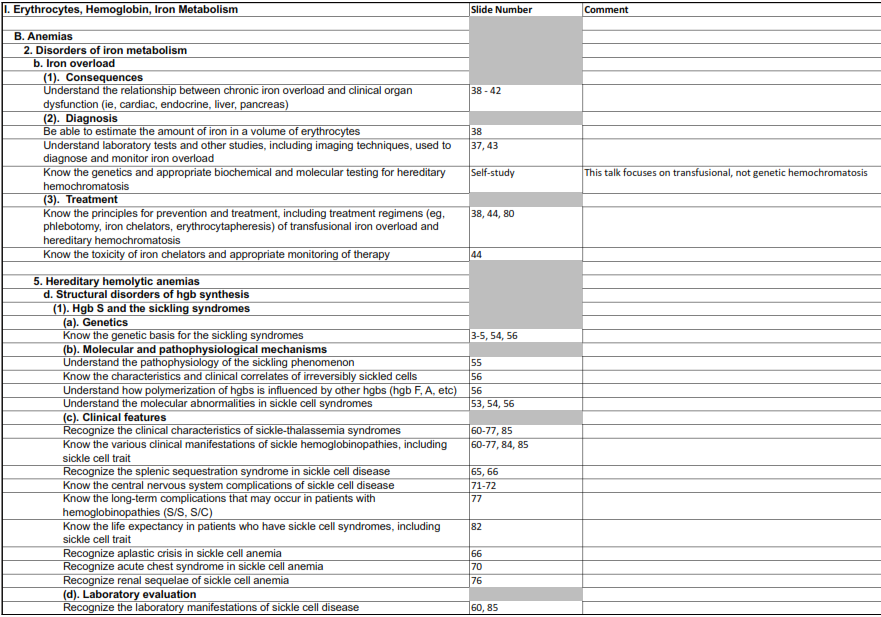 I. Erythrocytes, Hemoglobin, Iron Metabolism Slide Number Comment
B. Anemias
2. Disorders of iron metabolism
b. Iron overload
(1). Consequences
Understand the relationship between chronic iron overload and clinical organ 38 - 42
dysfunction (ie, cardiac, endocrine, liver, pancreas)
(2). Diagnosis
Be able to estimate the amount of iron in a volume of erythrocytes 38
Understand laboratory tests and other studies, including imaging techniques, used to 37, 43
diagnose and monitor iron overload
Know the genetics and appropriate biochemical and molecular testing for hereditary Self-study This talk focuses on transfusional, not genetic hemochromatosis
hemochromatosis
(3). Treatment
Know the principles for prevention and treatment, including treatment regimens (eg, 38, 44, 80
phlebotomy, iron chelators, erythrocytapheresis) of transfusional iron overload and
hereditary hemochromatosis
Know the toxicity of iron chelators and appropriate monitoring of therapy 44
5. Hereditary hemolytic anemias
d. Structural disorders of hgb synthesis
(1). Hgb S and the sickling syndromes
(a). Genetics
Know the genetic basis for the sickling syndromes 3-5, 54, 56
(b). Molecular and pathophysiological mechanisms
Understand the pathophysiology of the sickling phenomenon 55
Know the characteristics and clinical correlates of irreversibly sickled cells 56
Understand how polymerization of hgbs is influenced by other hgbs (hgb F, A, etc) 56
Understand the molecular abnormalities in sickle cell syndromes 53, 54, 56
(c). Clinical features
Recognize the clinical characteristics of sickle-thalassemia syndromes 60-77, 85
Know the various clinical manifestations of sickle hemoglobinopathies, including 60-77, 84, 85
sickle cell trait
Recognize the splenic sequestration syndrome in sickle cell disease 65, 66
Know the central nervous system complications of sickle cell disease 71-72
Know the long-term complications that may occur in patients with 77
hemoglobinopathies (S/S, S/C)
Know the life expectancy in patients who have sickle cell syndromes, including 82
sickle cell trait
Recognize aplastic crisis in sickle cell anemia 66
Recognize acute chest syndrome in sickle cell anemia 70
Recognize renal sequelae of sickle cell anemia 76
(d). Laboratory evaluation
Recognize the laboratory manifestations of sickle cell disease 60, 85